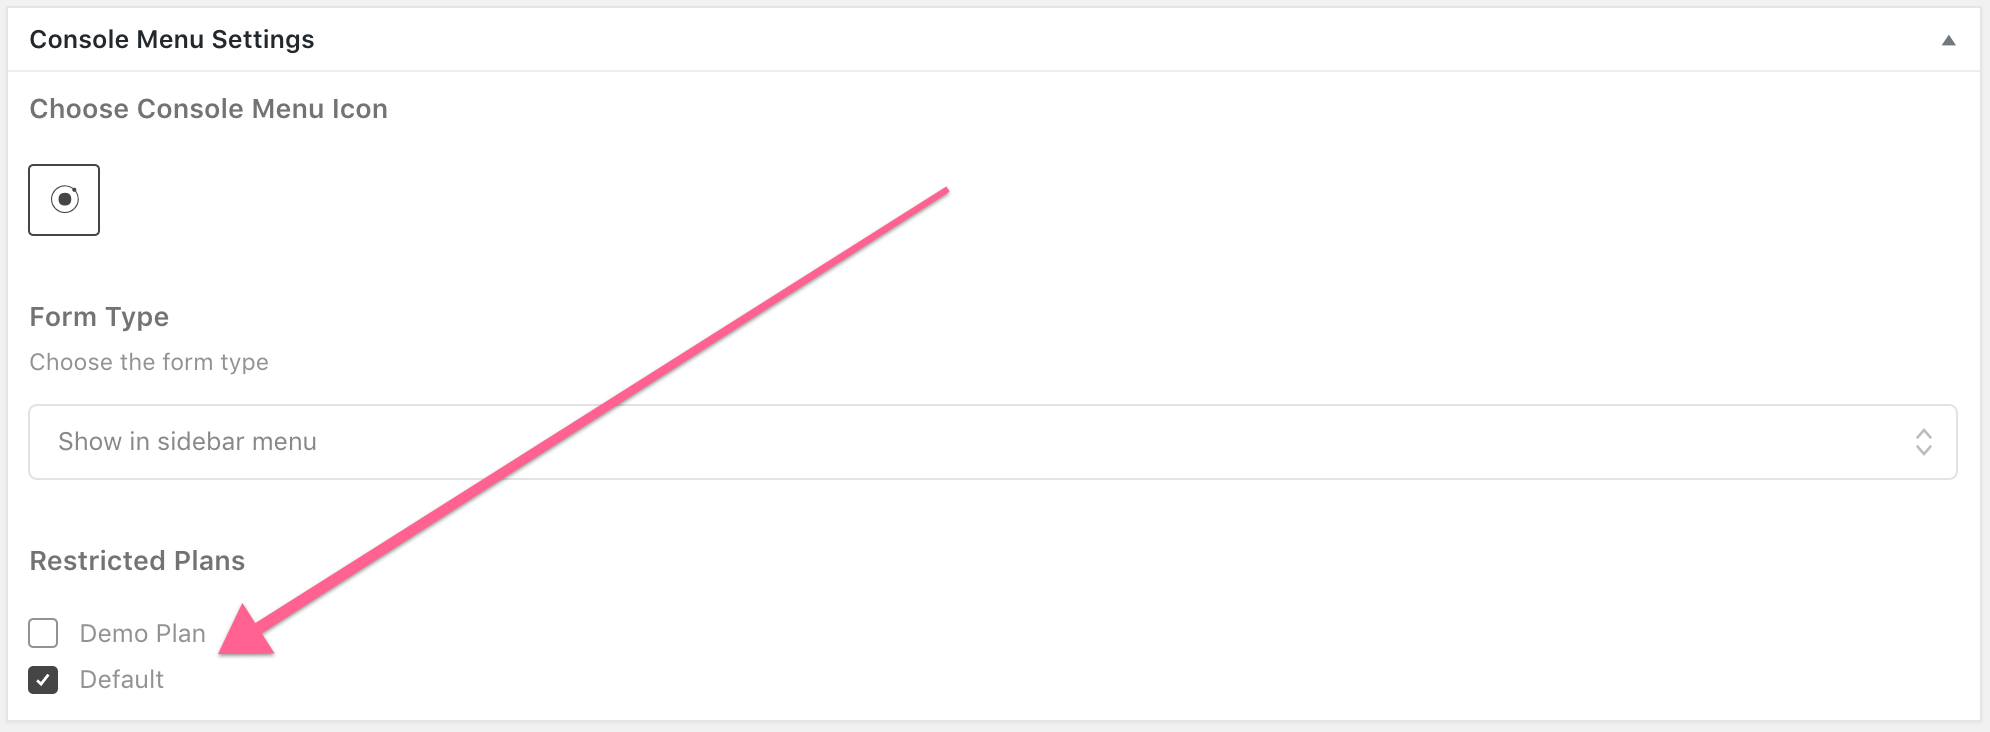 Console Menu Settings
Choose Console Menu Icon
Form Type
Choose the form type
Show in sidebar menu
Restricted Plans
Demo Plan
Default